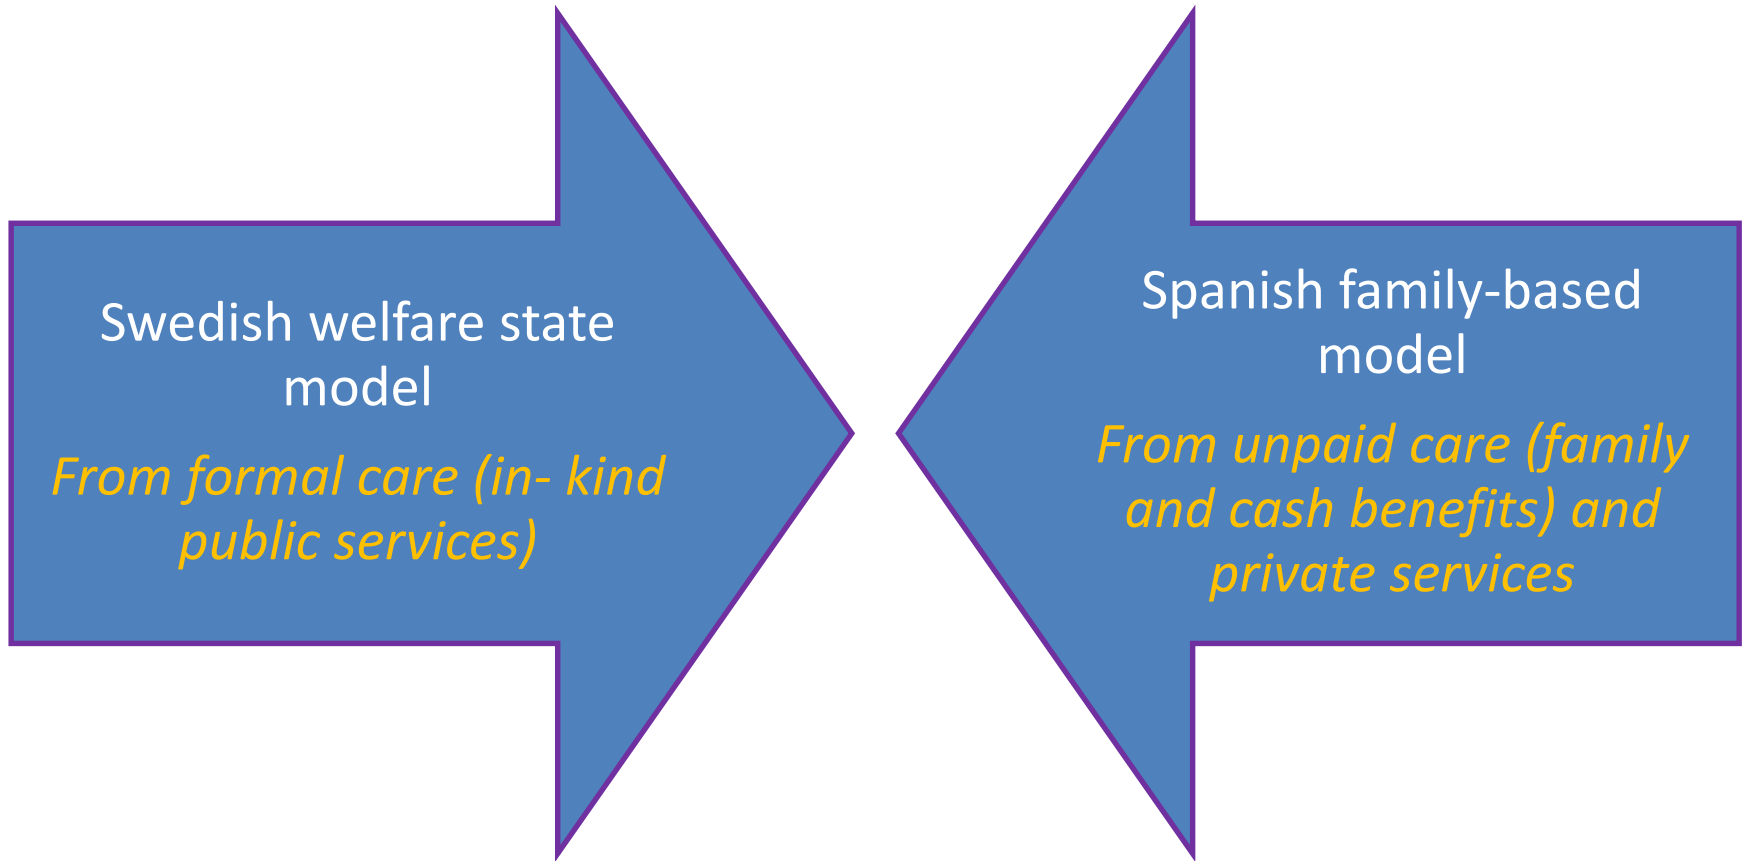 Swedish welfare state
model
From formal care (in- kind
public services)
Spanish family-based
model
From unpaid care (family
and cash benefits) and
private services